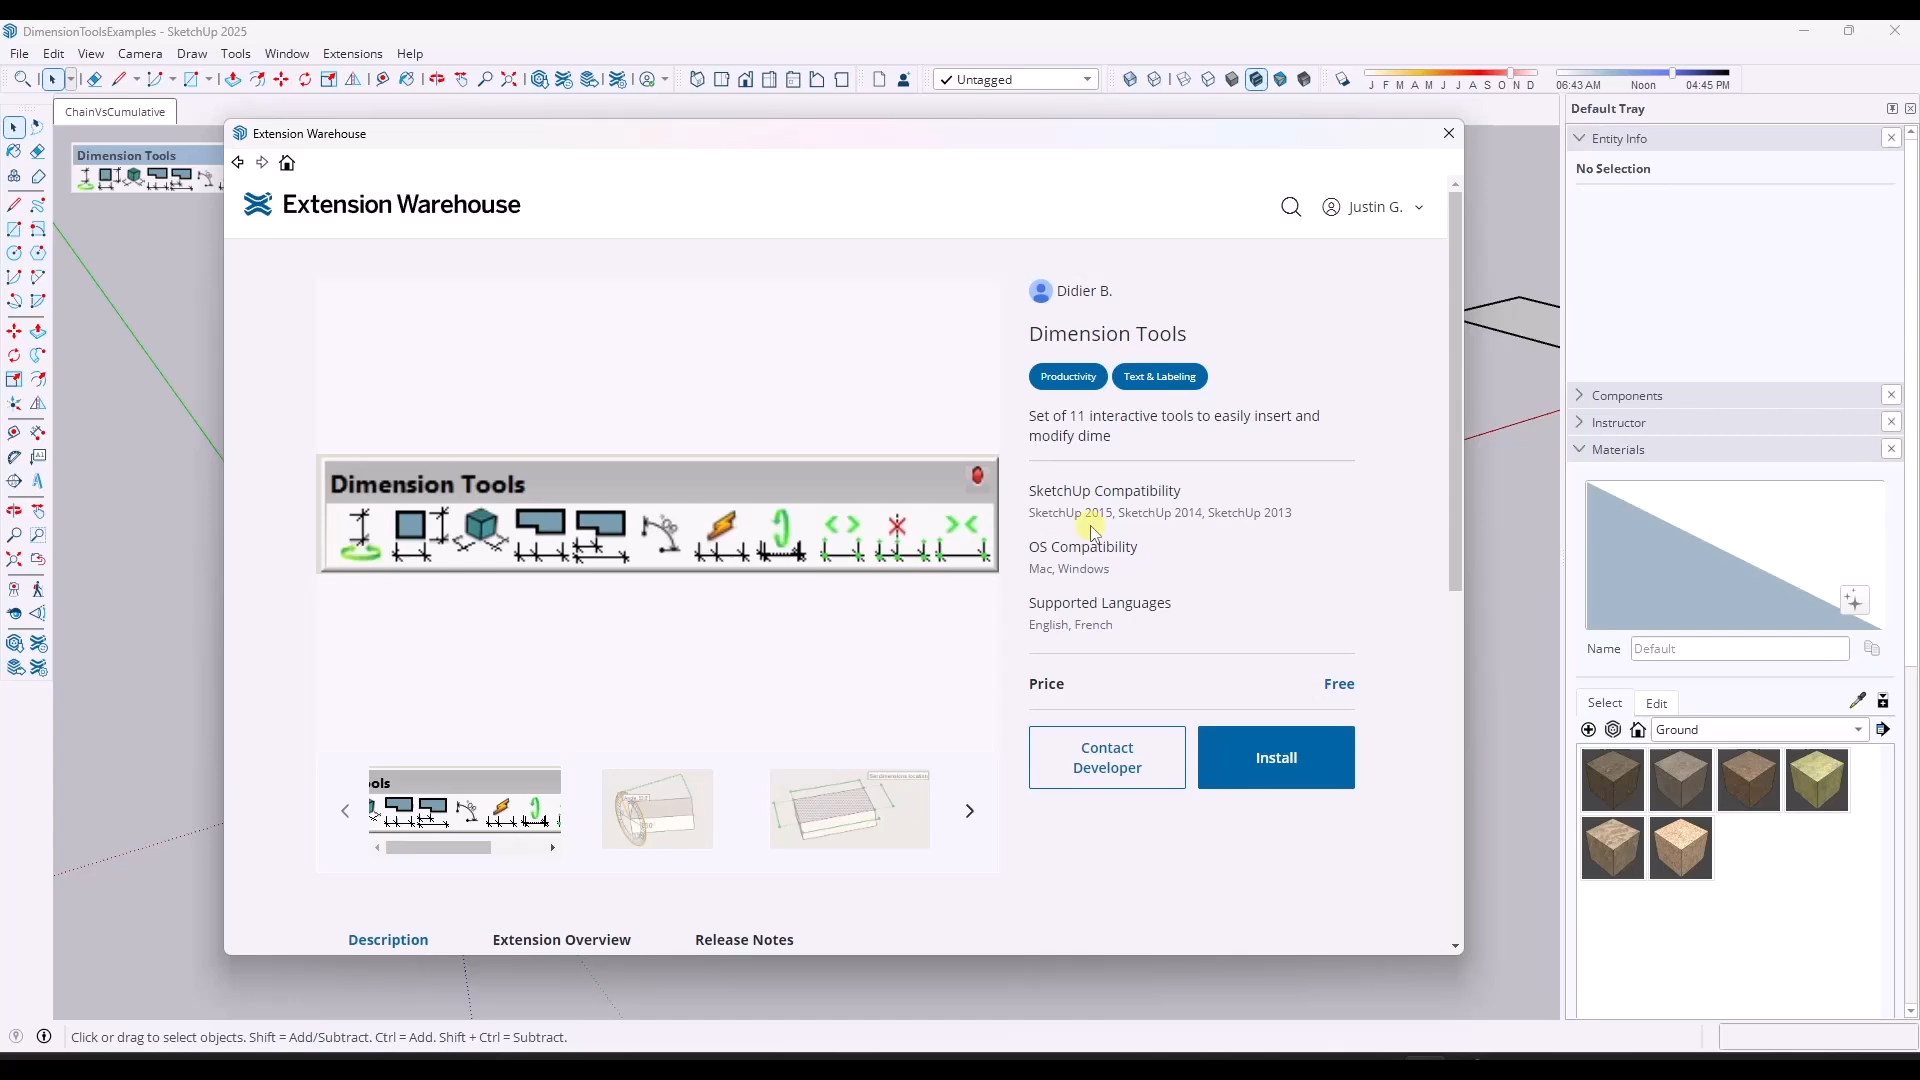 DimensionToolsExamples - SketchUp 2025
File Edit View Camera Draw Tools Window Extensions Help
Untagged
J F M A M J J A S O N D
06:43 AM Noon 04:45 PM
ChainVsCumulative
Default Tray
Dimension Tools
Extension Warehouse
Entity Info
No Selection
Extension Warehouse
Justin G.
Didier B.
Dimension Tools
Productivity
Text & Labeling
Set of 11 interactive tools to easily insert and
modify dime
Dimension Tools
SketchUp Compatibility
SketchUp 2015, SketchUp 2014, SketchUp 2013
OS Compatibility
Mac, Windows
Supported Languages
English, French
Price Free
Contact
Developer
Install
ools
Description
Extension Overview
Release Notes
Components
Instructor
Materials
Name Default
Select
Edit
Ground
Click or drag to select objects. Shift = Add/Subtract. Ctrl = Add. Shift + Ctrl = Subtract.